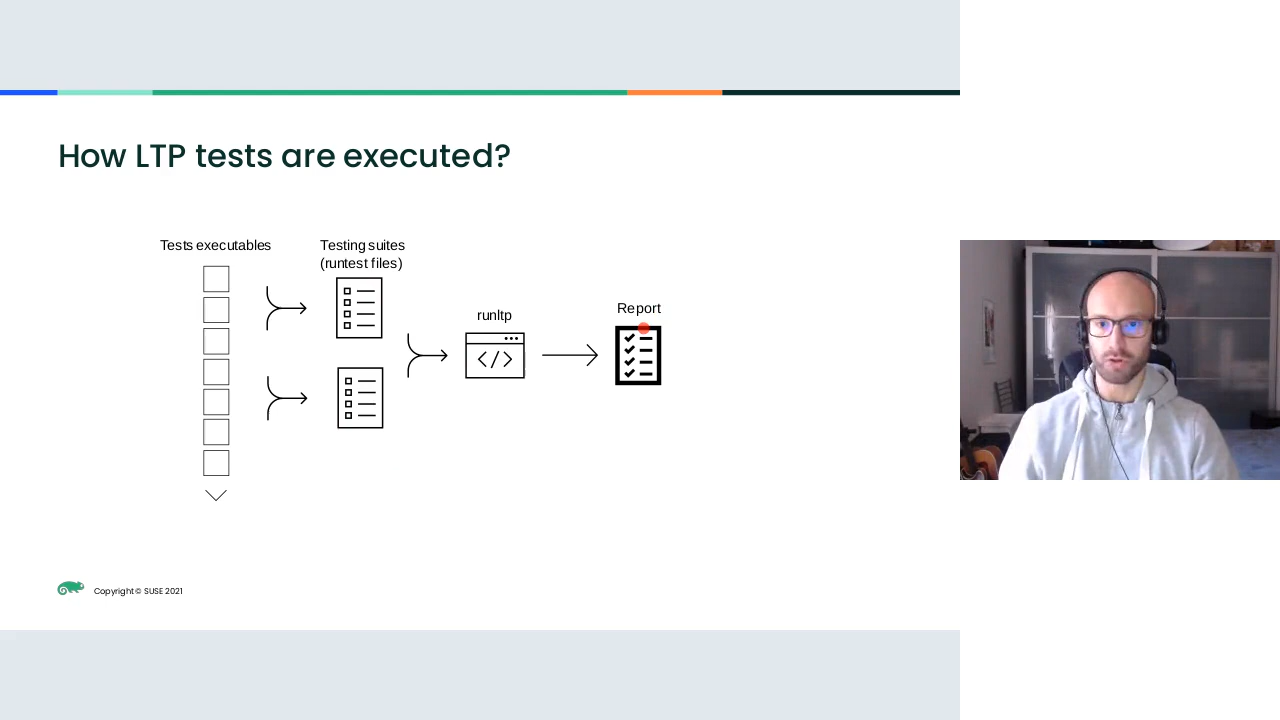 How LTP tests are executed?
Tests executables
Testing suites
(runtest files)
runltp
Report
</>
Copyright © SUSE 2021